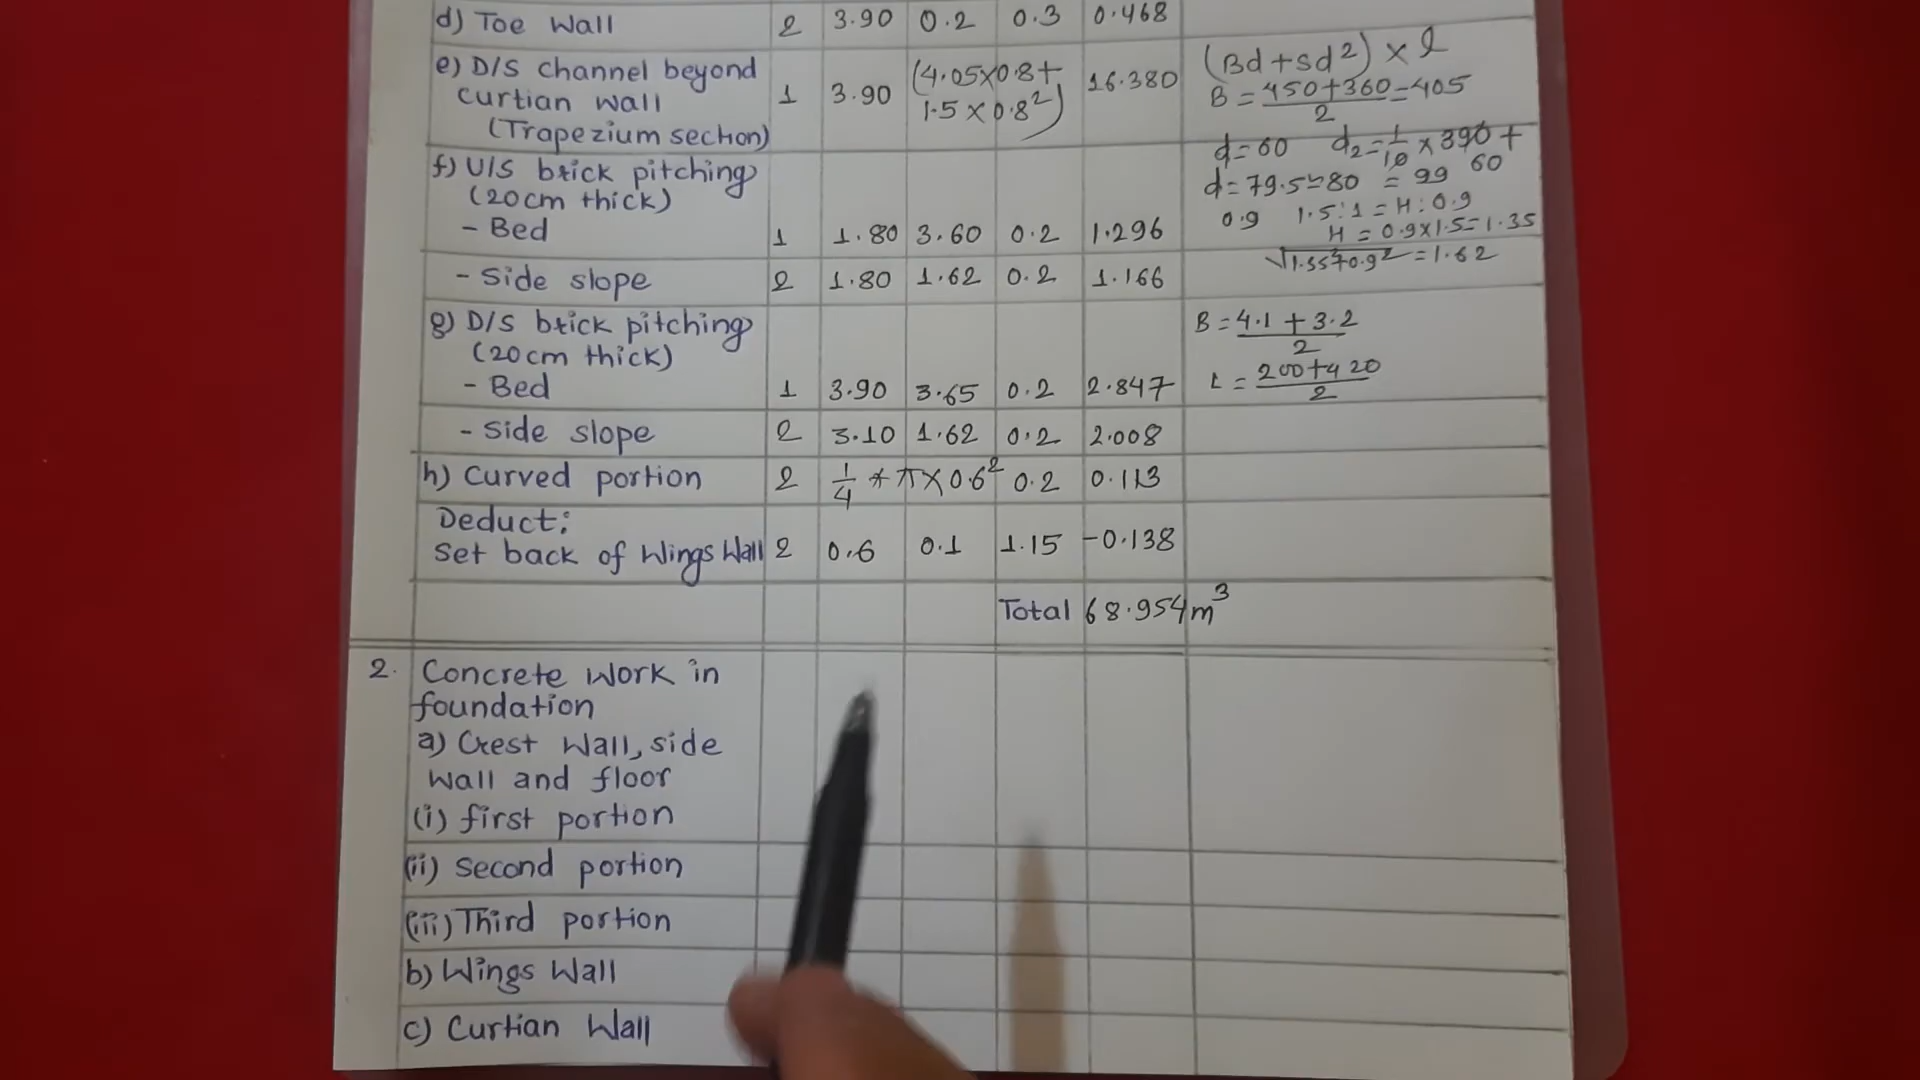 d) Toe Wall 2 3.90 0.2 0.3 0.468
(Bd+sd²) × l
e) D/S channel beyond
curtian wall 1 3.90 (4.05×0.8+ 16.380
1.5×0.8²)
(Trapezium section)
B = 450+360 = 405
2
d=60 d2=1/10 × 390 + 60
d=79.5≃80 = 99
f) U/S brick pitching
(20cm thick)
0.9 1.5:1 = H:0.9
- Bed 1 1.80 3.60 0.2 1.296
H = 0.9×1.5=1.35
√1.35²+0.9² = 1.62
- Side slope 2 1.80 1.62 0.2 1.166
g) D/S brick pitching
(20cm thick)
B = 4.1 + 3.2
2
- Bed 1 3.90 3.65 0.2 2.847
L = 200+420
2
- Side slope 2 3.10 1.62 0.2 2.008
h) Curved portion 2 1/4 * π × 0.6² 0.2 0.113
Deduct:
Set back of Wings Wall 2 0.6 0.1 1.15 -0.138
Total 68.954m³
2. Concrete Work in
foundation
a) Crest Wall, side
Wall and floor
(i) first portion
(ii) Second portion
(iii) Third portion
b) Wings Wall
c) Curtian Wall